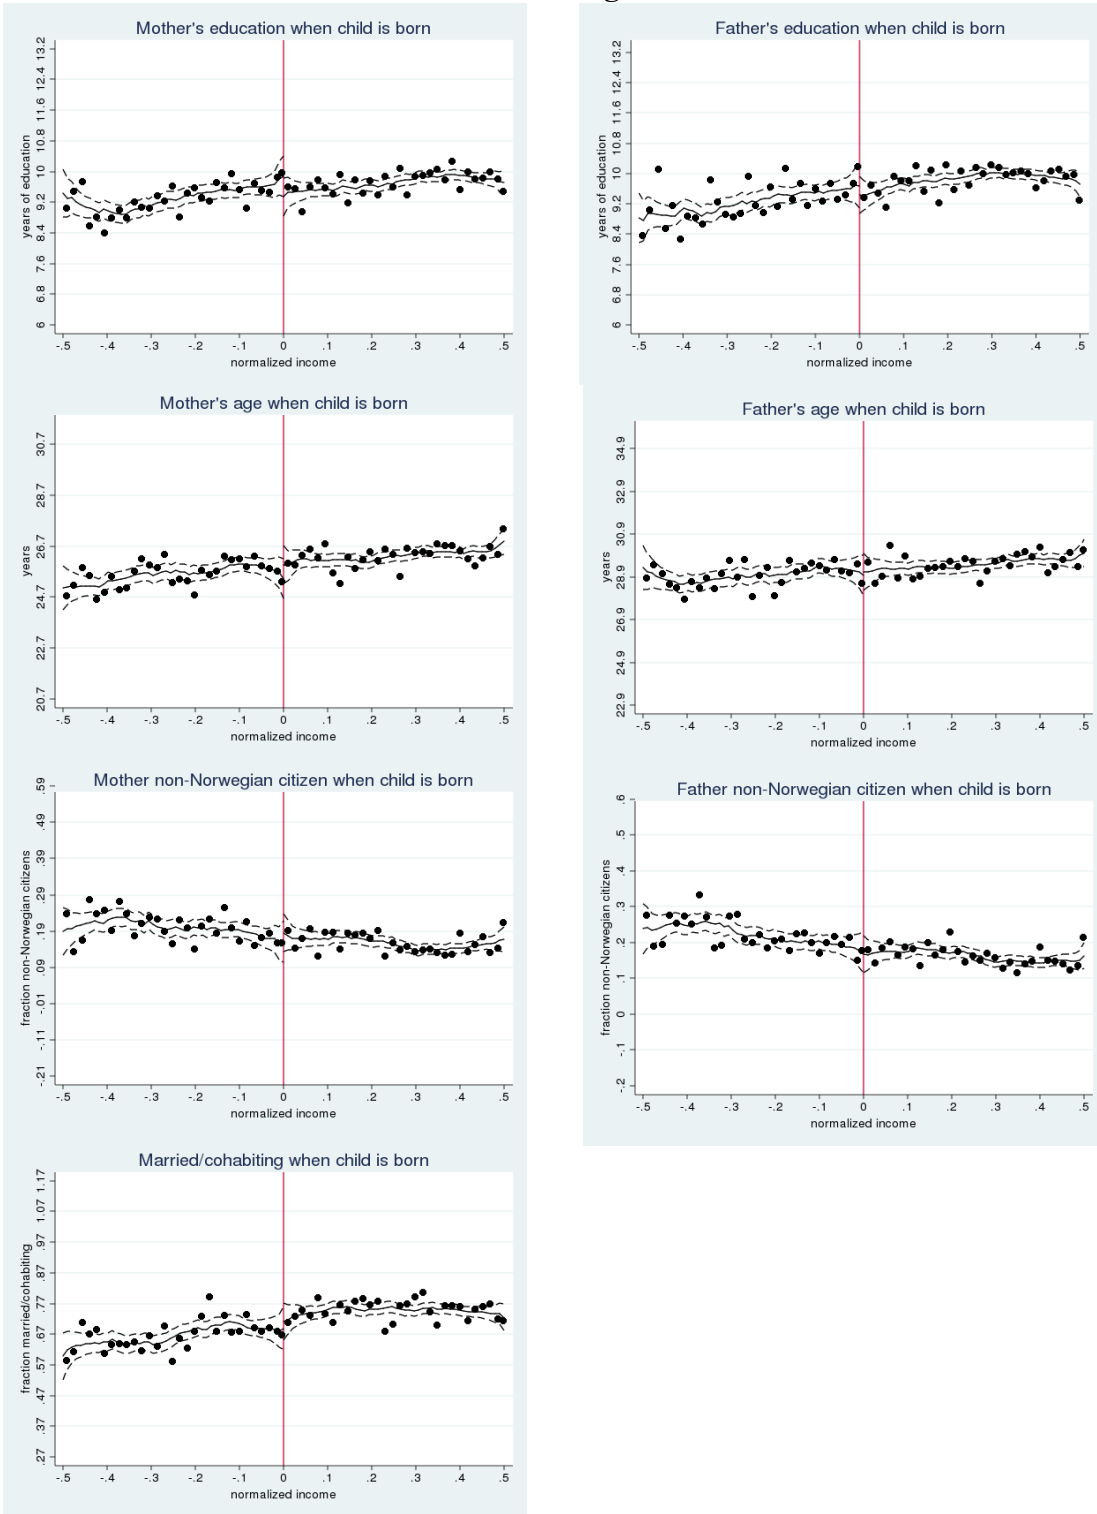 Mother's education when child is born
years of education
13.2
12.4
11.6
10.8
10
9.2
8.4
7.6
6.8
6
-.5 -.4 -.3 -.2 -.1 0 .1 .2 .3 .4 .5
normalized income
Father's education when child is born
years of education
13.2
12.4
11.6
10.8
10
9.2
8.4
7.6
6.8
6
-.5 -.4 -.3 -.2 -.1 0 .1 .2 .3 .4 .5
normalized income
Mother's age when child is born
years
30.7
28.7
26.7
24.7
22.7
20.7
-.5 -.4 -.3 -.2 -.1 0 .1 .2 .3 .4 .5
normalized income
Father's age when child is born
years
34.9
32.9
30.9
28.9
26.9
24.9
22.9
-.5 -.4 -.3 -.2 -.1 0 .1 .2 .3 .4 .5
normalized income
Mother non-Norwegian citizen when child is born
fraction non-Norwegian citizens
.59
.49
.39
.29
.19
.09
-.01
-.11
-.21
-.5 -.4 -.3 -.2 -.1 0 .1 .2 .3 .4 .5
normalized income
Father non-Norwegian citizen when child is born
fraction non-Norwegian citizens
.6
.5
.4
.3
.2
.1
0
-.1
-.2
-.5 -.4 -.3 -.2 -.1 0 .1 .2 .3 .4 .5
normalized income
Married/cohabiting when child is born
fraction married/cohabiting
1.17
1.07
.97
.87
.77
.67
.57
.47
.37
.27
-.5 -.4 -.3 -.2 -.1 0 .1 .2 .3 .4 .5
normalized income